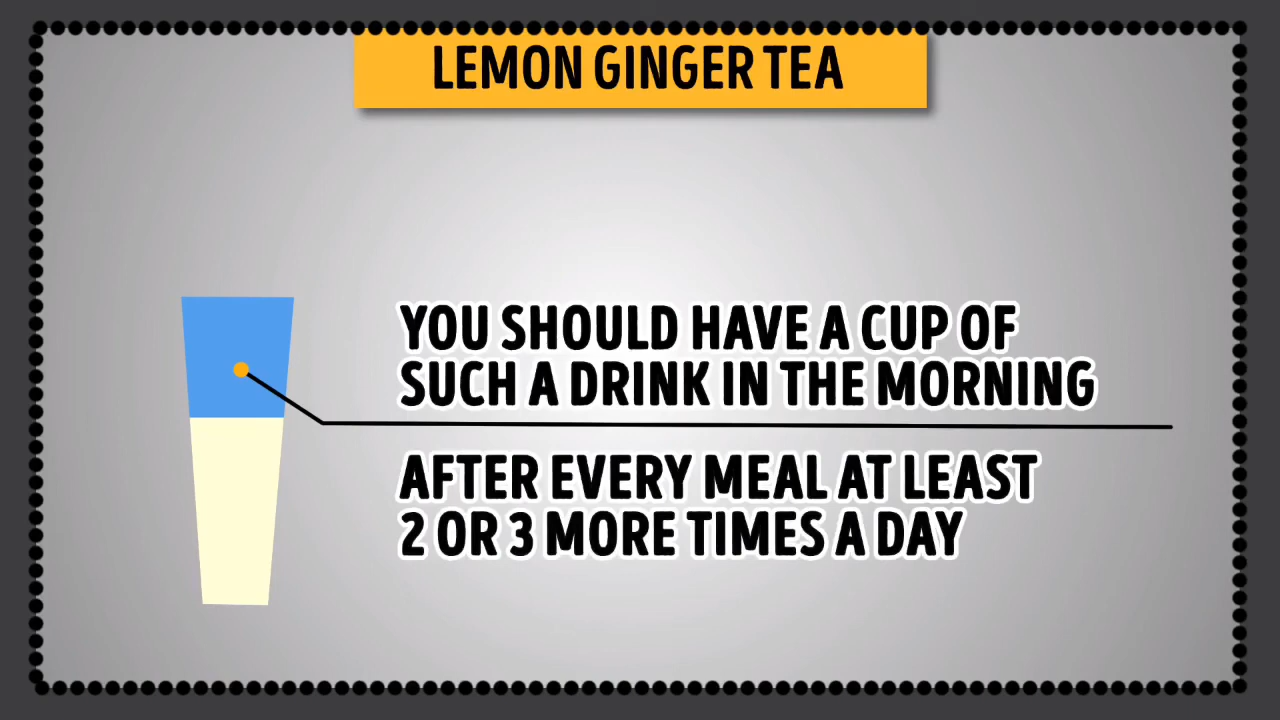 LEMON GINGER TEA
YOU SHOULD HAVE A CUP OF
SUCH A DRINK IN THE MORNING
AFTER EVERY MEAL AT LEAST
2 OR 3 MORE TIMES A DAY